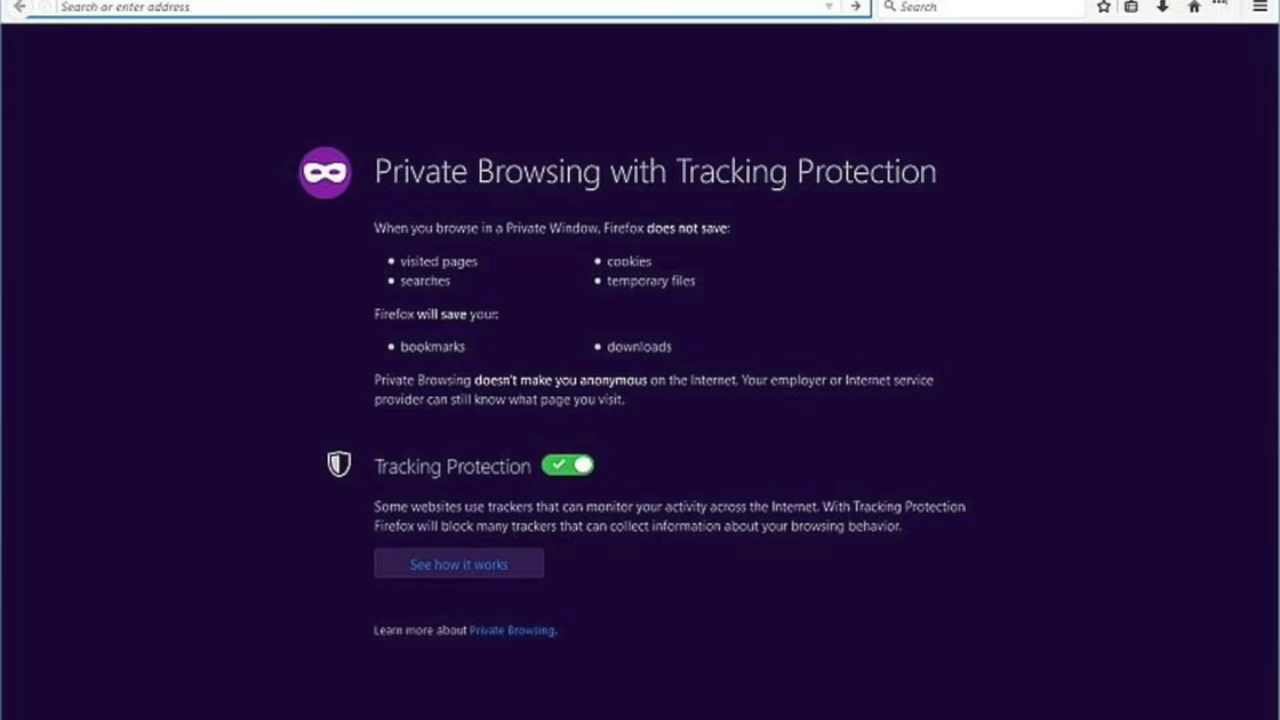 Search or enter address
Search
Private Browsing with Tracking Protection
When you browse in a Private Window, Firefox does not save:
visited pages
cookies
searches
temporary files
Firefox will save your:
bookmarks
downloads
Private Browsing doesn't make you anonymous on the Internet. Your employer or Internet service
provider can still know what page you visit.
Tracking Protection
Some websites use trackers that can monitor your activity across the Internet. With Tracking Protection
Firefox will block many trackers that can collect information about your browsing behavior.
See how it works
Learn more about Private Browsing.